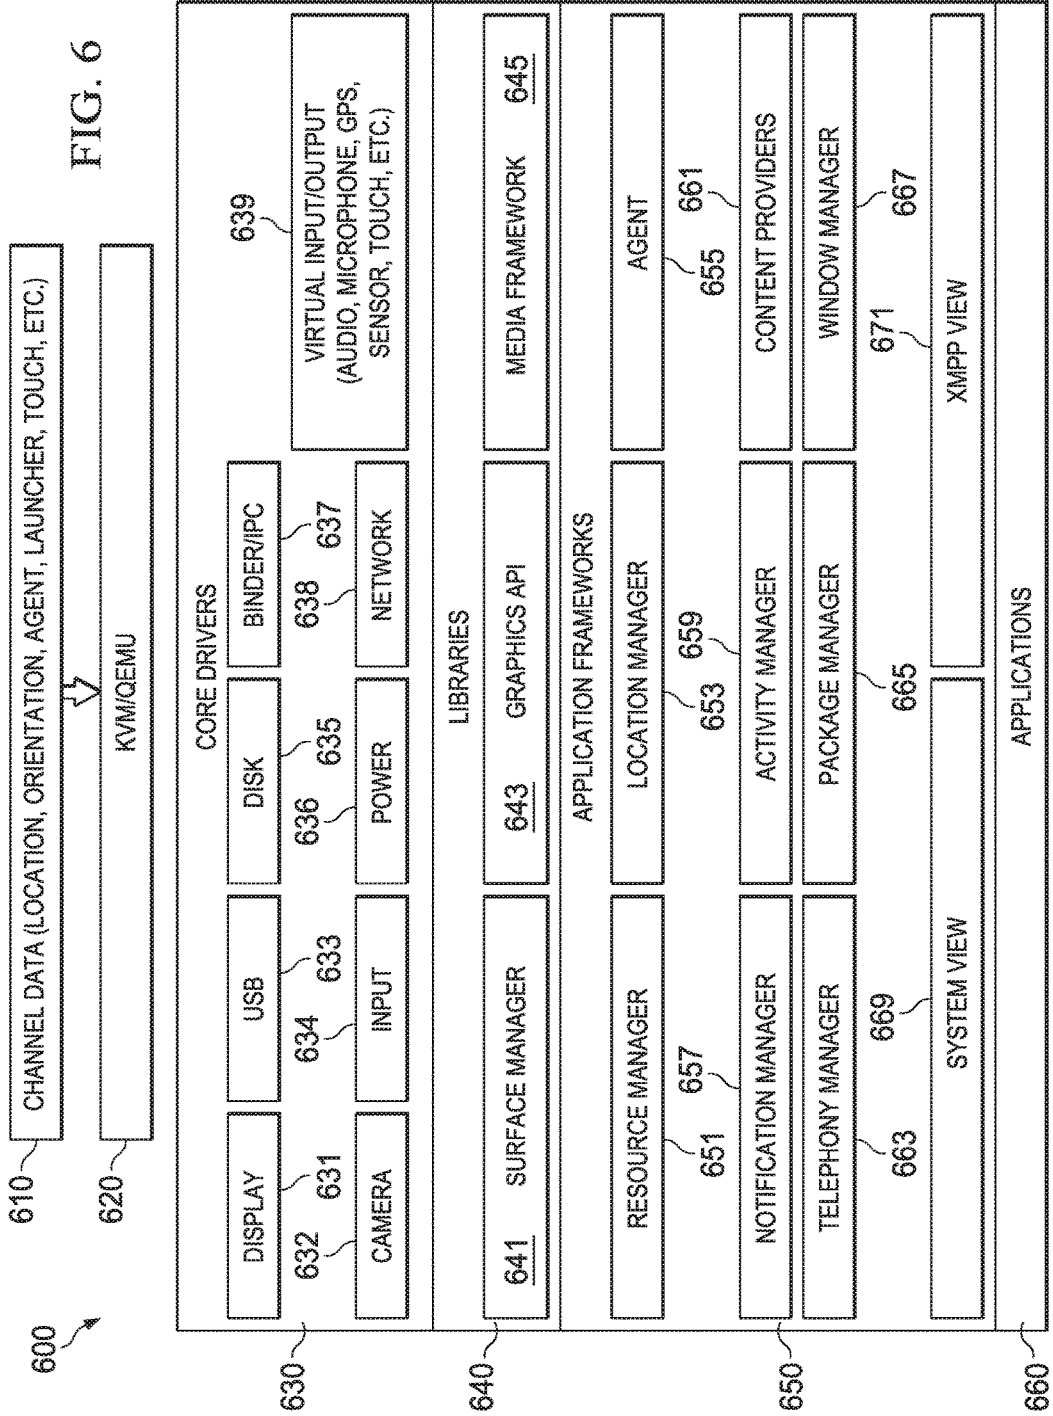 610
CHANNEL DATA (LOCATION, ORIENTATION, AGENT, LAUNCHER, TOUCH, ETC.)
FIG. 6
600
620
KVM/QEMU
CORE DRIVERS
639
DISPLAY
USB
DISK
BINDER/IPC
VIRTUAL INPUT/OUTPUT
(AUDIO, MICROPHONE, GPS,
SENSOR, TOUCH, ETC.)
630
632
631
634
633
636
635
638
637
CAMERA
INPUT
POWER
NETWORK
LIBRARIES
640
641
SURFACE MANAGER
643
GRAPHICS API
MEDIA FRAMEWORK
645
APPLICATION FRAMEWORKS
RESOURCE MANAGER
LOCATION MANAGER
AGENT
651
657
653
659
655
661
650
NOTIFICATION MANAGER
ACTIVITY MANAGER
CONTENT PROVIDERS
TELEPHONY MANAGER
PACKAGE MANAGER
WINDOW MANAGER
663
669
665
671
667
SYSTEM VIEW
XMPP VIEW
660
APPLICATIONS